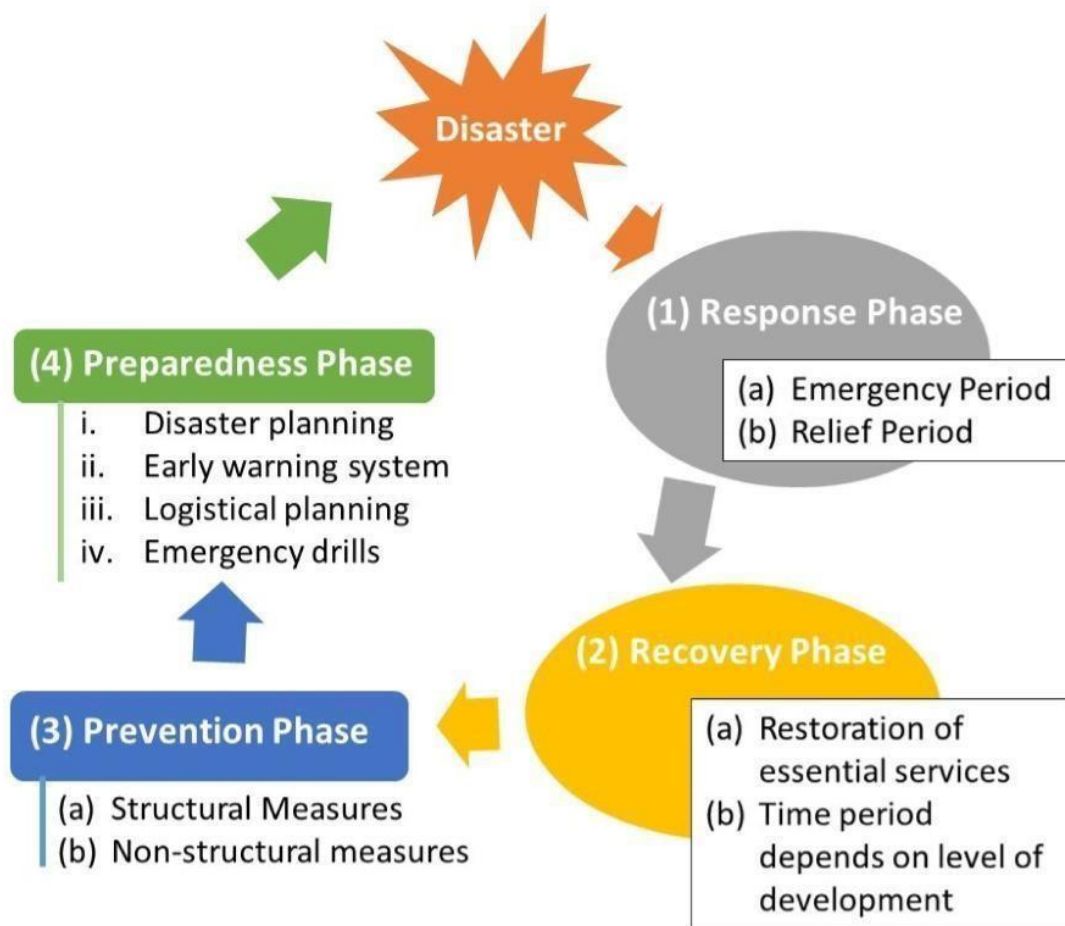 Disaster
(1) Response Phase
(a) Emergency Period
(b) Relief Period
(2) Recovery Phase
(a) Restoration of
essential services
(b) Time period
depends on level of
development
(3) Prevention Phase
(a) Structural Measures
(b) Non-structural measures
(4) Preparedness Phase
i. Disaster planning
ii. Early warning system
iii. Logistical planning
iv. Emergency drills